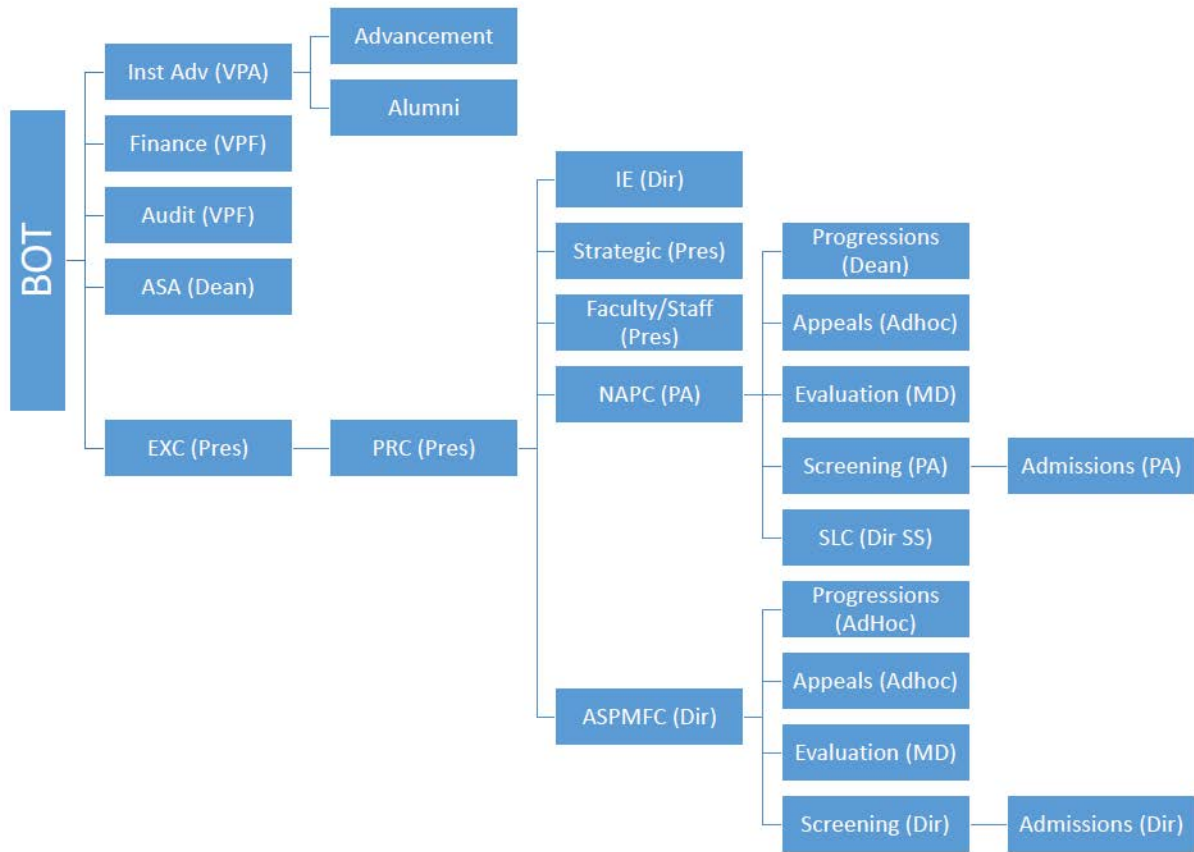 BOT
Inst Adv (VPA)
Advancement
Alumni
Finance (VPF)
Audit (VPF)
ASA (Dean)
EXC (Pres)
PRC (Pres)
IE (Dir)
Strategic (Pres)
Faculty/Staff
(Pres)
NAPC (PA)
Progressions
(Dean)
Appeals (Adhoc)
Evaluation (MD)
Screening (PA)
Admissions (PA)
SLC (Dir SS)
ASPMFC (Dir)
Progressions
(AdHoc)
Appeals (Adhoc)
Evaluation (MD)
Screening (Dir)
Admissions (Dir)